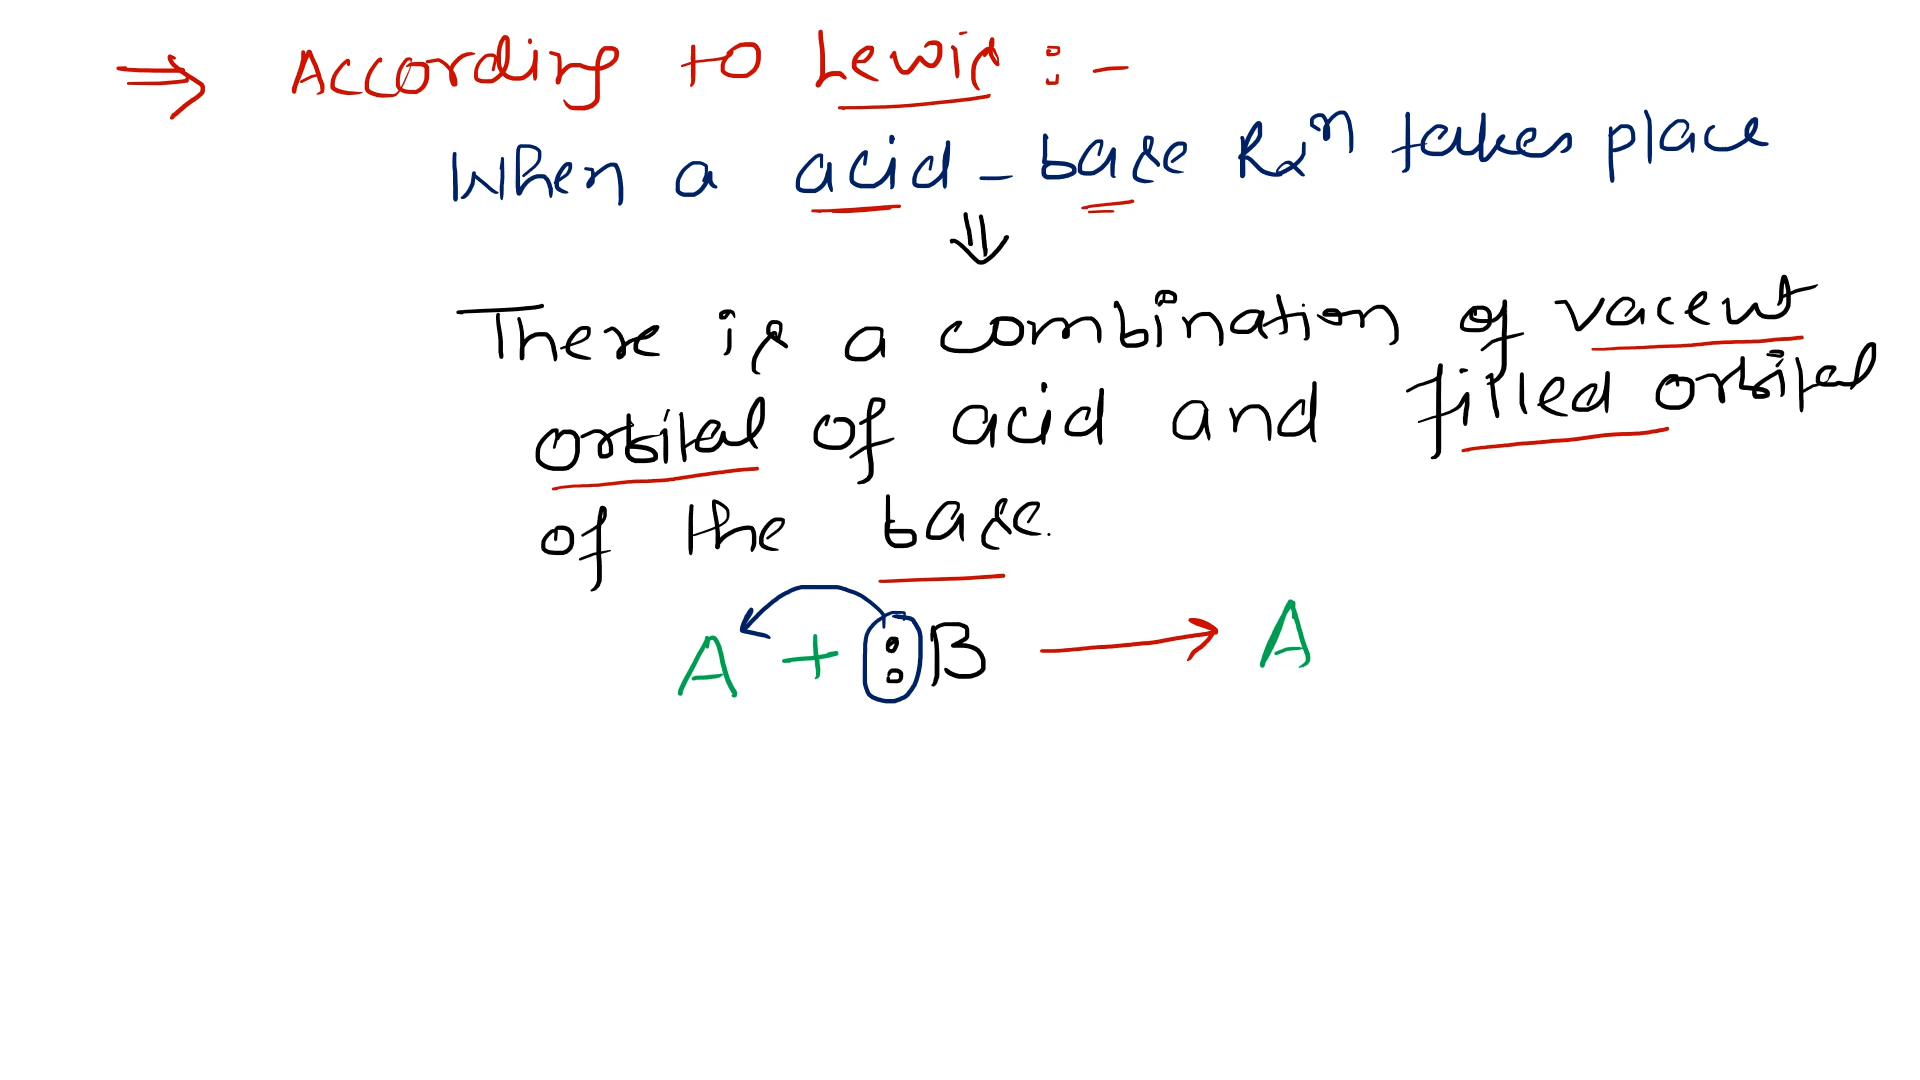 ⇒ According to Lewis :-
When a acid - base Rxⁿ takes place
⇓
There is a combination of vacent
orbital of acid and filled orbital
of the base.
A + :B → A